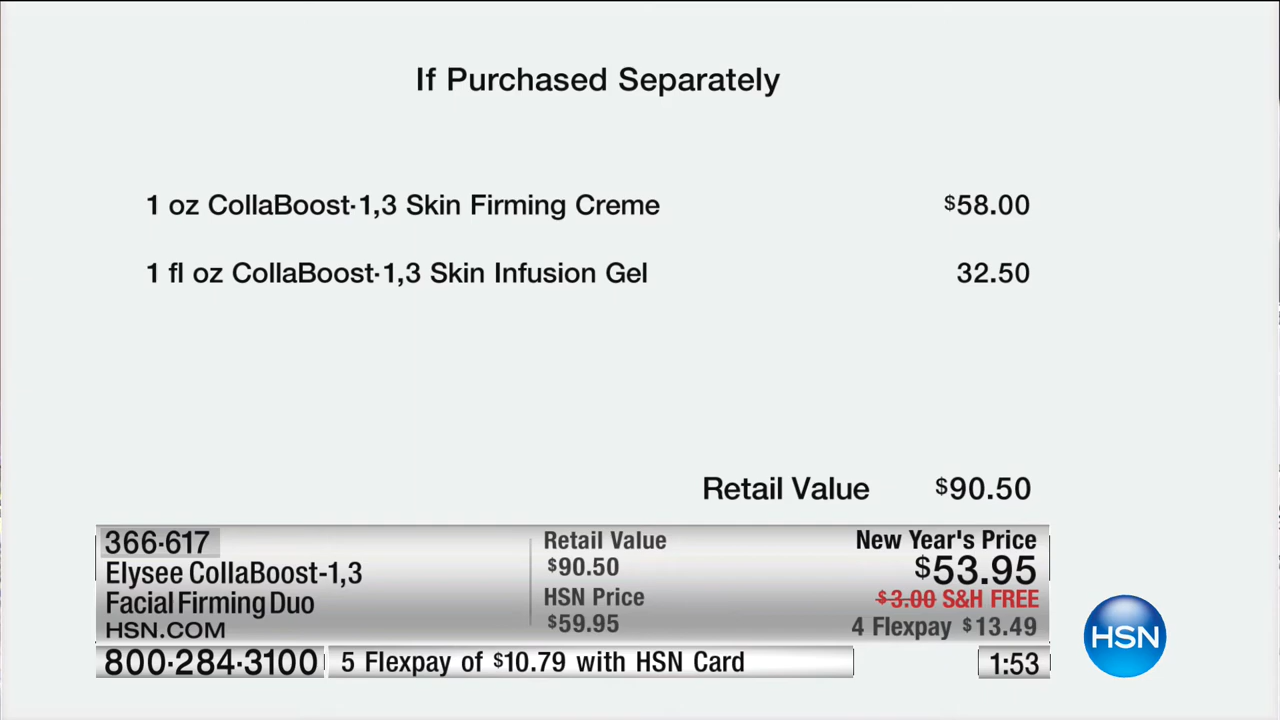 If Purchased Separately
1 oz CollaBoost·1,3 Skin Firming Creme $58.00
1 fl oz CollaBoost·1,3 Skin Infusion Gel 32.50
Retail Value $90.50
366·617
Elysee CollaBoost-1,3
Facial Firming Duo
HSN.COM
Retail Value
$90.50
HSN Price
$59.95
New Year's Price
$53.95
$3.00 S&H FREE
4 Flexpay $13.49
HSN
800·284·3100
5 Flexpay of $10.79 with HSN Card
1:53